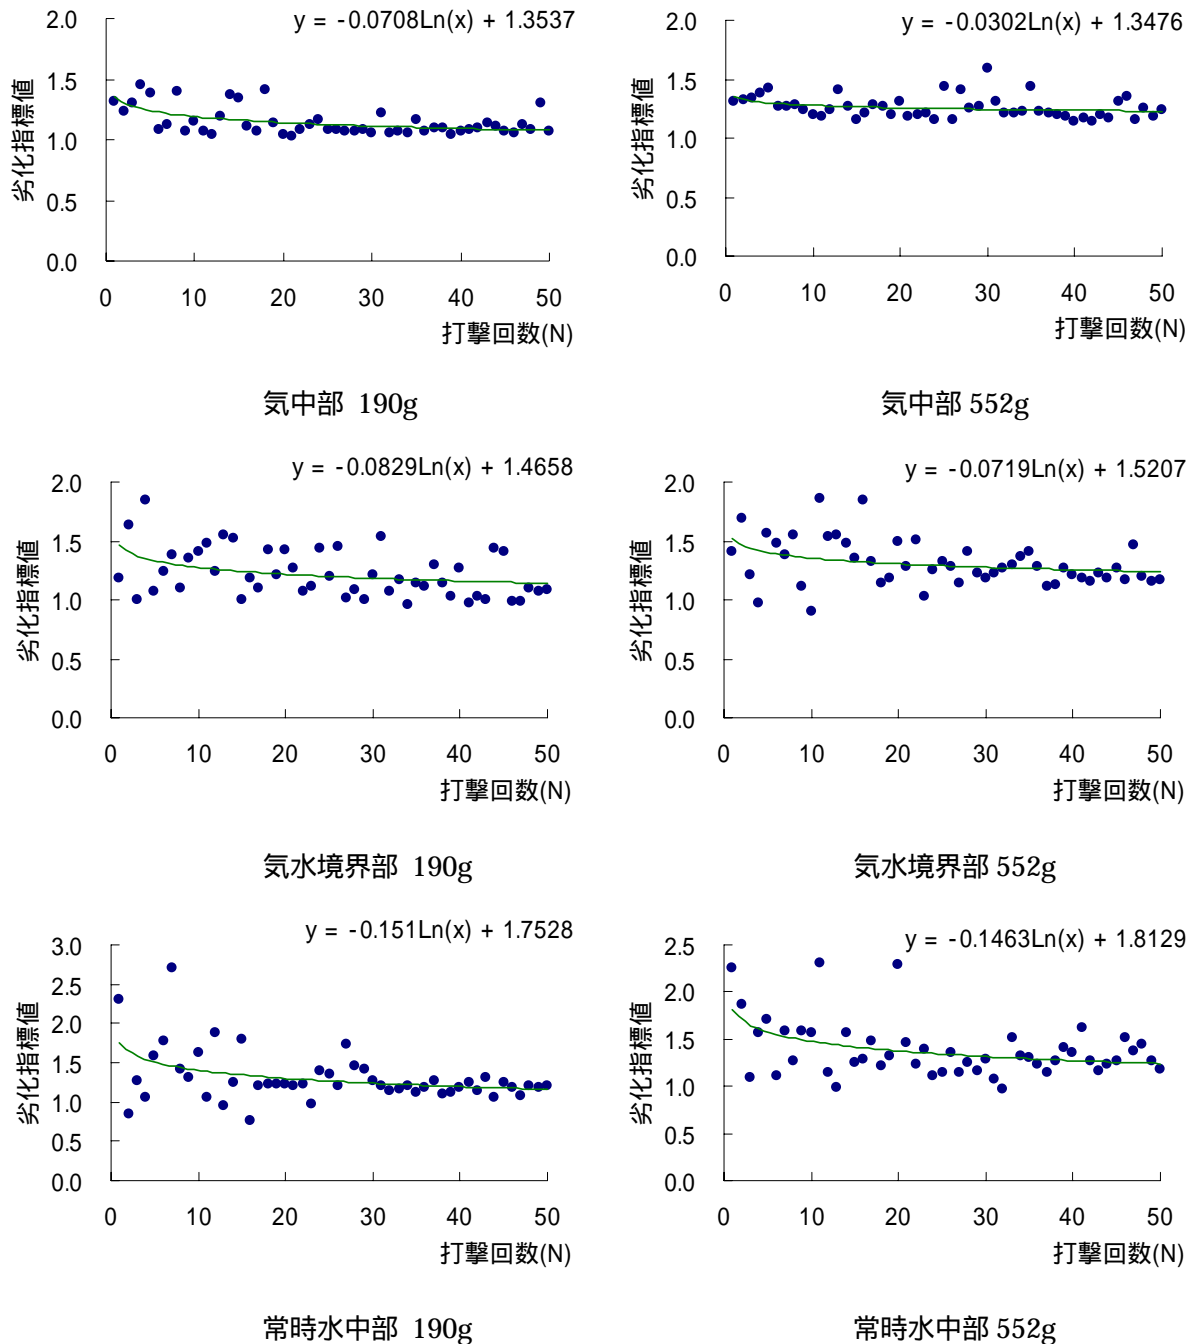 y = -0.0708Ln(x) + 1.3537
2.0
1.5
1.0
0.5
0.0
劣化指標値
0 10 20 30 40 50
打撃回数(N)
気中部 190g
y = -0.0302Ln(x) + 1.3476
2.0
1.5
1.0
0.5
0.0
劣化指標値
0 10 20 30 40 50
打撃回数(N)
気中部 552g
y = -0.0829Ln(x) + 1.4658
2.0
1.5
1.0
0.5
0.0
劣化指標値
0 10 20 30 40 50
打撃回数(N)
気水境界部 190g
y = -0.0719Ln(x) + 1.5207
2.0
1.5
1.0
0.5
0.0
劣化指標値
0 10 20 30 40 50
打撃回数(N)
気水境界部 552g
y = -0.151Ln(x) + 1.7528
3.0
2.5
2.0
1.5
1.0
0.5
0.0
劣化指標値
0 10 20 30 40 50
打撃回数(N)
常時水中部 190g
y = -0.1463Ln(x) + 1.8129
2.5
2.0
1.5
1.0
0.5
0.0
劣化指標値
0 10 20 30 40 50
打撃回数(N)
常時水中部 552g